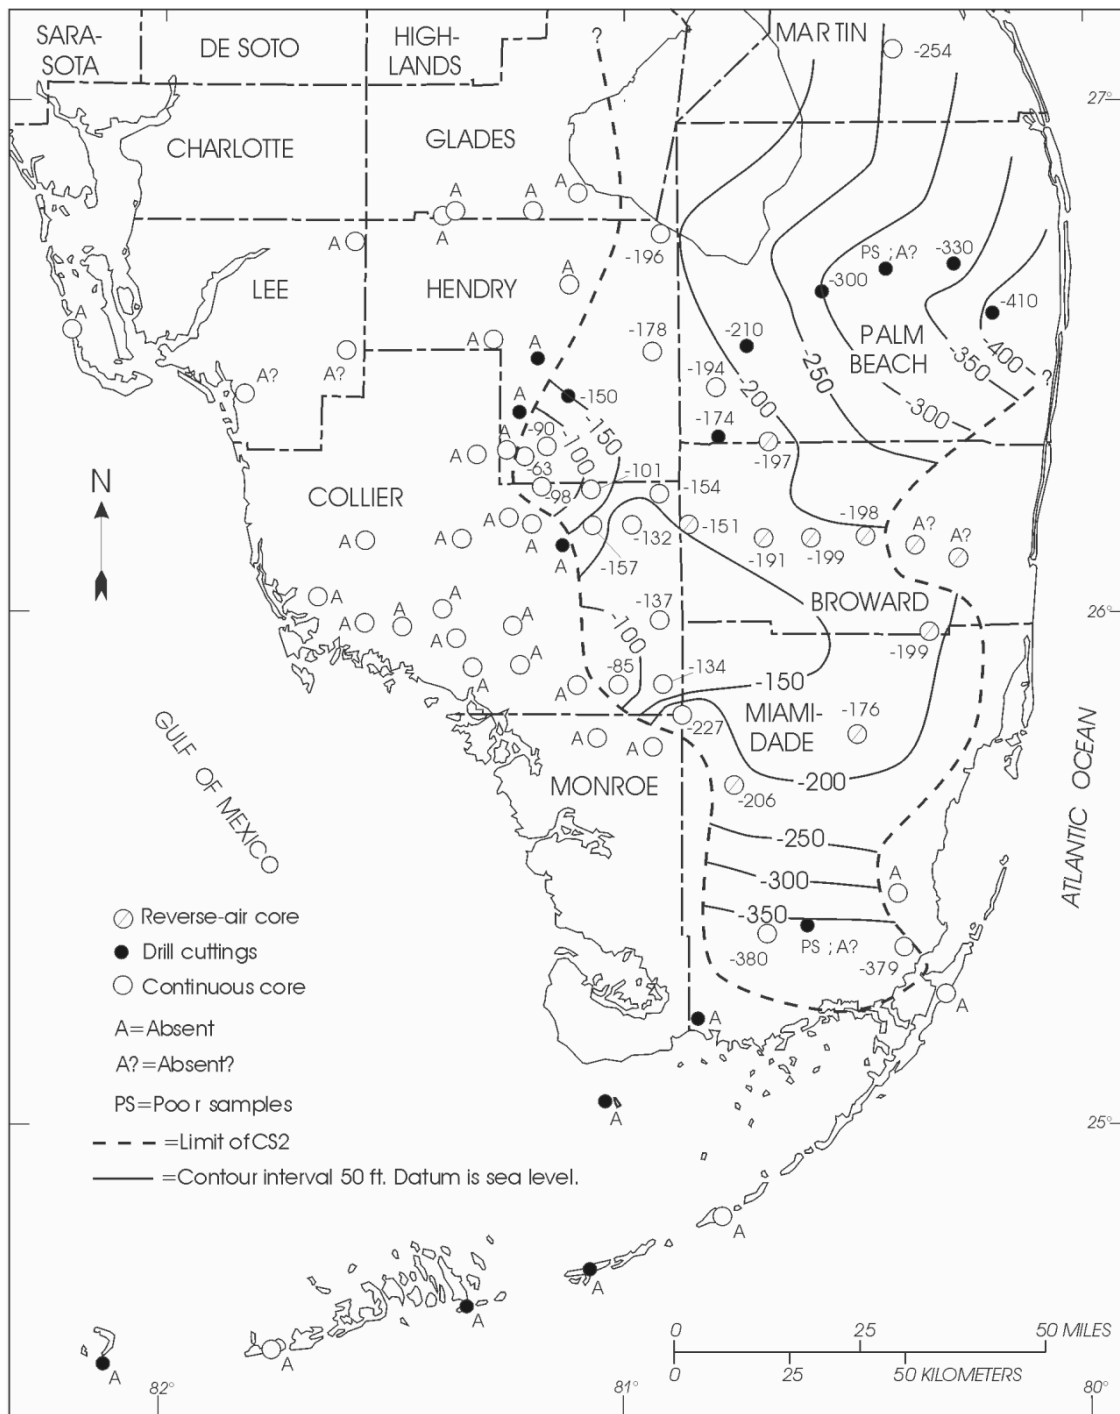 SARA-
SOTA
DE SOTO
HIGH-
LANDS
?
MARTIN
-254
27°
CHARLOTTE
GLADES
A
A
A
A
A
-196
PS ; A?
-330
-300
LEE
HENDRY
A
-410
A
-178
-210
PALM
BEACH
A
A
A?
A?
-194
-250
-350
-400
?
-200
-150
-150
-174
-300
A
-90
A
A
-100
-197
-63
-101
COLLIER
N
-98
-154
-198
A
A
A
A
-132
-151
A?
A?
-157
-191
-199
26°
A
A
A
A
A
A
A
A
-137
-100
BROWARD
-199
A
-85
-134
-150
-227
MIAMI-
DADE
-176
A
A
GULF OF MEXICO
MONROE
-206
-200
ATLANTIC OCEAN
-250
-300
A
-350
PS ; A?
-380
-379
A
A
Reverse-air core
Drill cuttings
Continuous core
A=Absent
A?=Absent?
PS=Poor samples
=Limit of CS2
=Contour interval 50 ft. Datum is sea level.
A
25°
A
A
A
A
A
0 25 50 MILES
0 25 50 KILOMETERS
82°
81°
80°